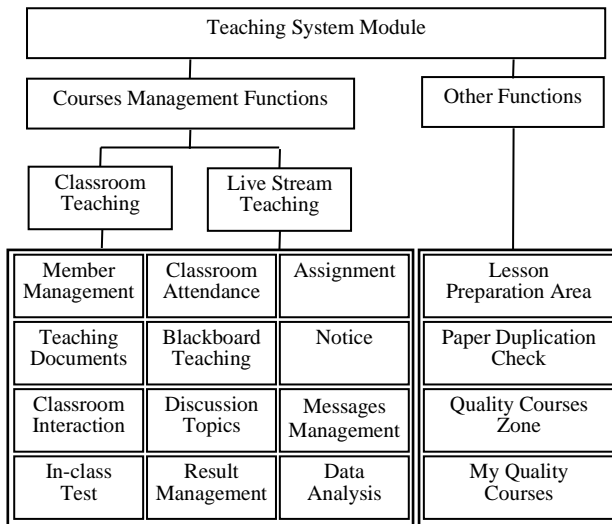 Teaching System Module
Courses Management Functions
Other Functions
Classroom
Teaching
Live Stream
Teaching
Member
Management
Classroom
Attendance
Assignment
Lesson
Preparation Area
Teaching
Documents
Blackboard
Teaching
Notice
Paper Duplication
Check
Classroom
Interaction
Discussion
Topics
Messages
Management
Quality Courses
Zone
In-class
Test
Result
Management
Data
Analysis
My Quality
Courses